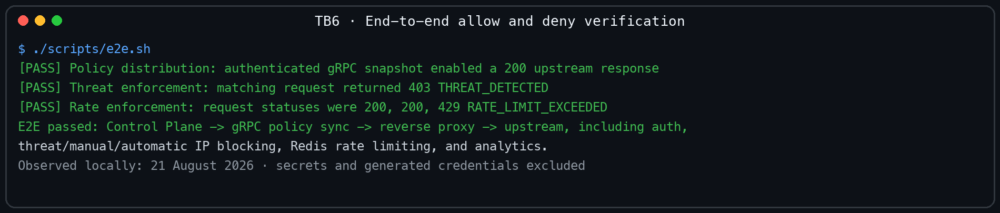 TB6 · End−to−end allow and deny verification
$ ./scripts/e2e.sh
[PASS] Policy distribution: authenticated gRPC snapshot enabled a 200 upstream response
[PASS] Threat enforcement: matching request returned 403 THREAT_DETECTED
[PASS] Rate enforcement: request statuses were 200, 200, 429 RATE_LIMIT_EXCEEDED
E2E passed: Control Plane −> gRPC policy sync −> reverse proxy −> upstream, including auth,
threat/manual/automatic IP blocking, Redis rate limiting, and analytics.
Observed locally: 21 August 2026 · secrets and generated credentials excluded